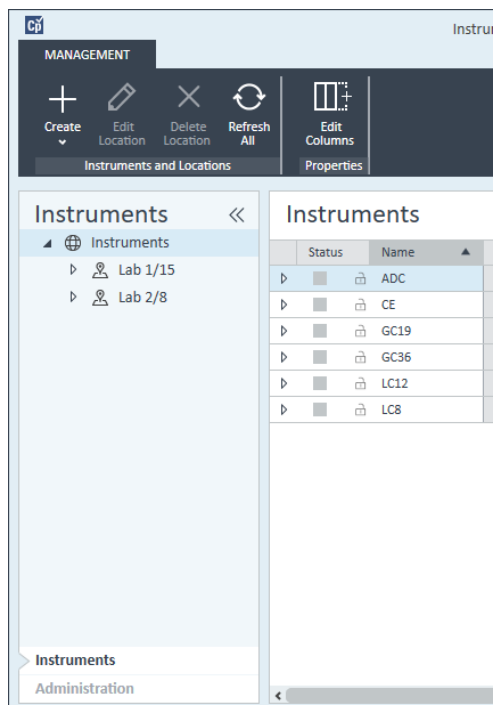 Cp
Instru
MANAGEMENT
Create Edit Location Delete Location Refresh All Edit Columns
Instruments and Locations Properties
Instruments
Instruments
Lab 1/15
Lab 2/8
Instruments
Administration
Instruments
Status Name
ADC
CE
GC19
GC36
LC12
LC8